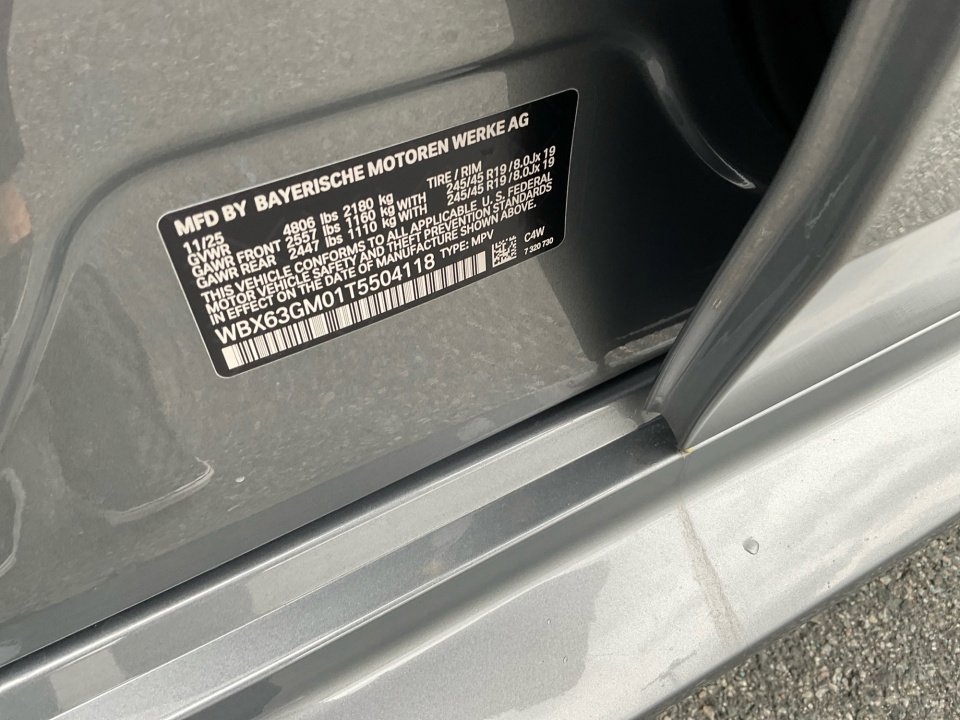 MFD BY BAYERISCHE MOTOREN WERKE AG
11/25
GVWR 4806 lbs 2180 kg TIRE / RIM
GAWR FRONT 2557 lbs 1160 kg WITH 245/45 R19 / 8.0Jx 19
GAWR REAR 2447 lbs 1110 kg WITH 245/45 R19 / 8.0Jx 19
THIS VEHICLE CONFORMS TO ALL APPLICABLE U. S. FEDERAL
MOTOR VEHICLE SAFETY AND THEFT PREVENTION STANDARDS
IN EFFECT ON THE DATE OF MANUFACTURE SHOWN ABOVE.
WBX63GM01T5504118 TYPE: MPV C4W
7 320 730